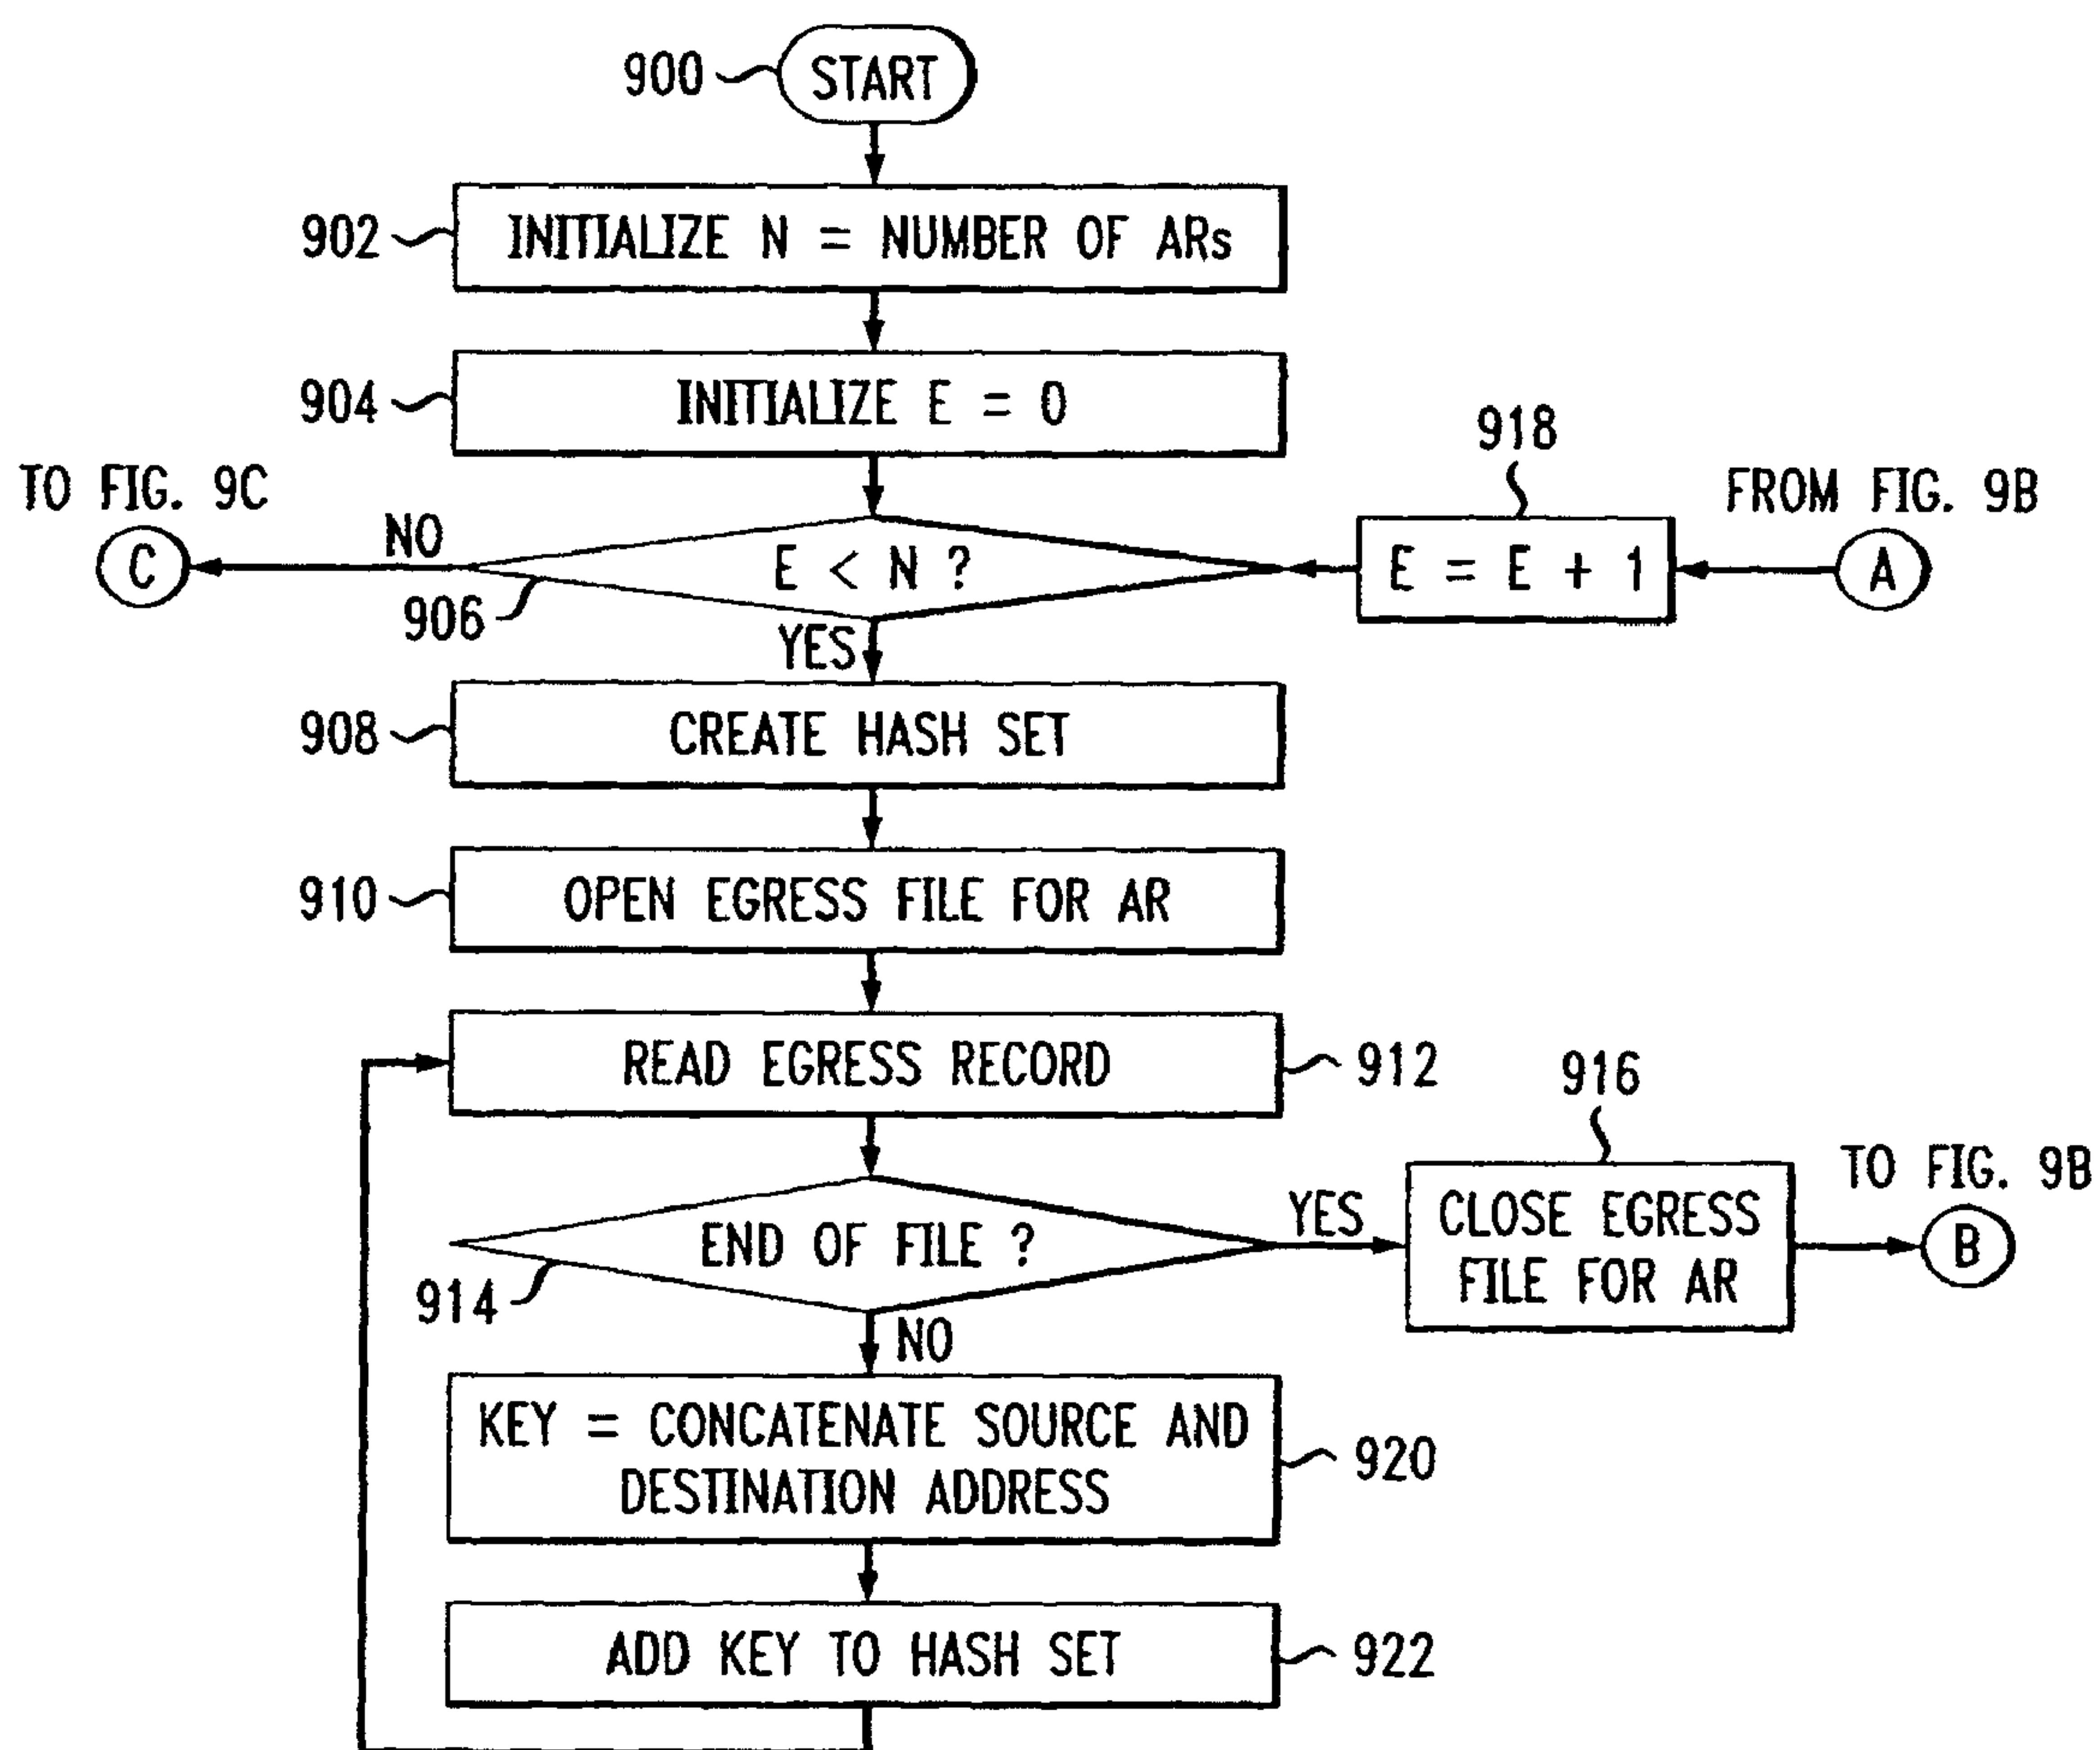 900
START
902
INITIALIZE N = NUMBER OF ARs
904
INITIALIZE E = 0
918
TO FIG. 9C
FROM FIG. 9B
C
NO
E < N ?
E = E + 1
A
906
YES
908
CREATE HASH SET
910
OPEN EGRESS FILE FOR AR
READ EGRESS RECORD
912
916
TO FIG. 9B
END OF FILE ?
YES
CLOSE EGRESS
FILE FOR AR
B
914
NO
KEY = CONCATENATE SOURCE AND
DESTINATION ADDRESS
920
ADD KEY TO HASH SET
922